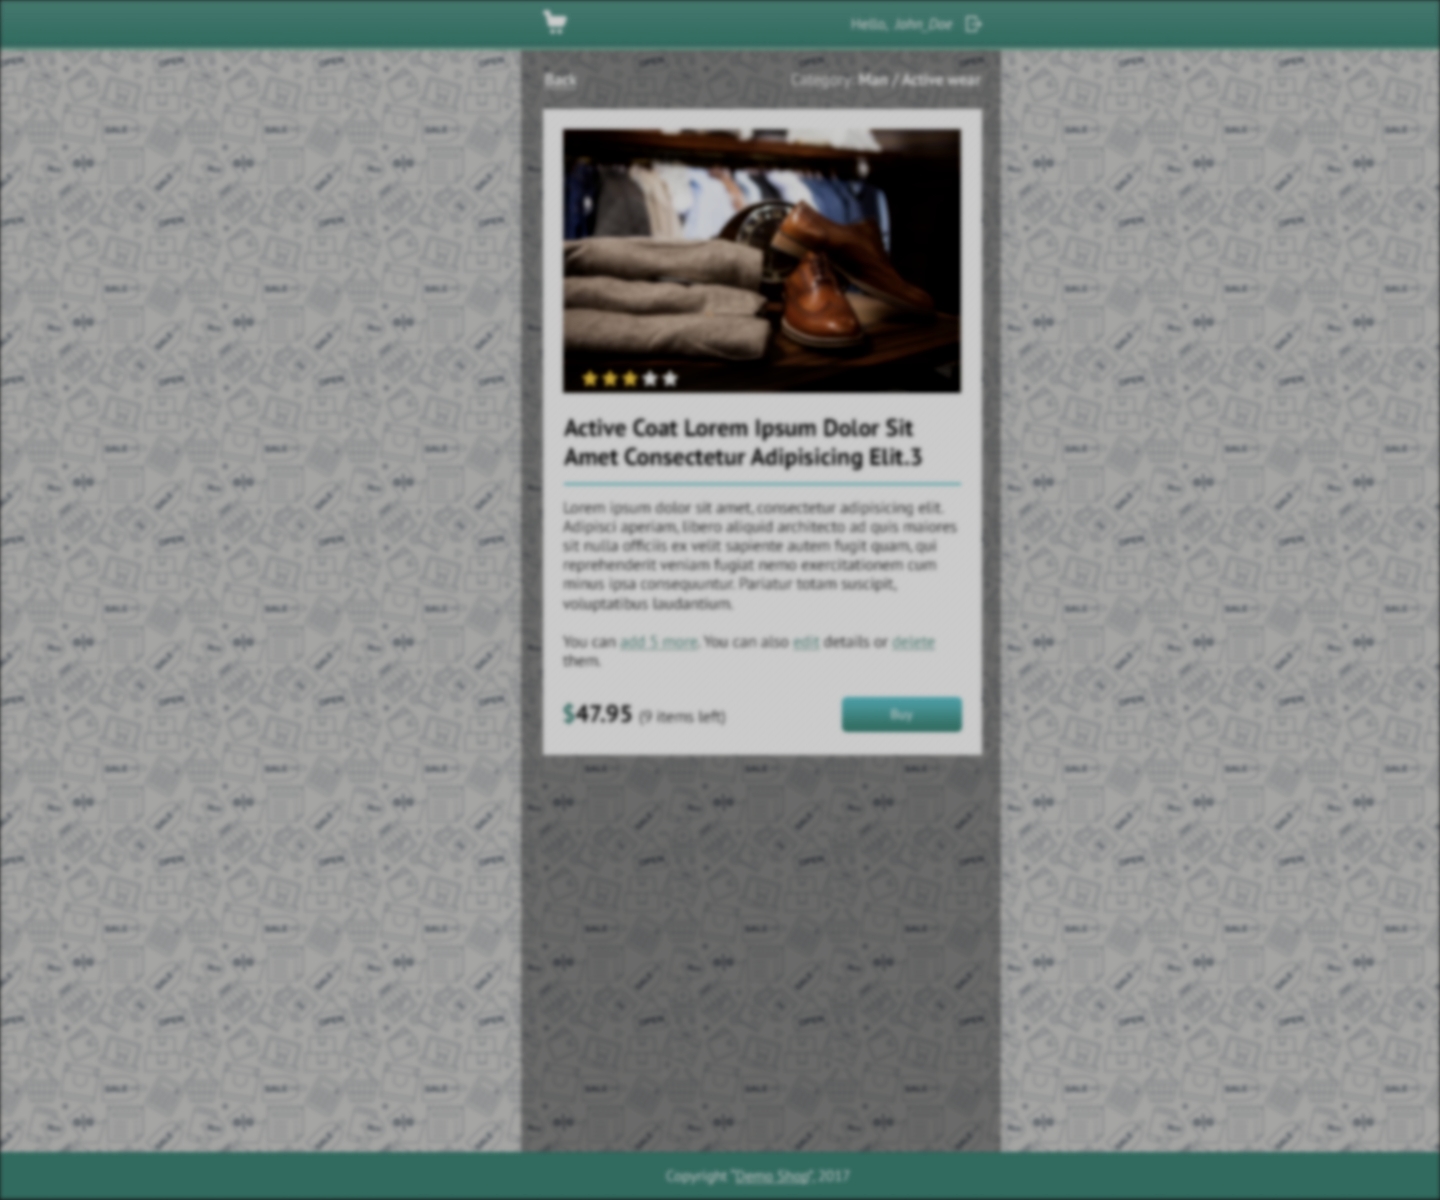 Hello, John_Doe
Back
Category: Man / Active wear
Active Coat Lorem Ipsum Dolor Sit
Amet Consectetur Adipisicing Elit.3
Lorem ipsum dolor sit amet, consectetur adipisicing elit.
Adipisci aperiam, libero aliquid architecto ad quis maiores
sit nulla officiis ex velit sapiente autem fugit quam, qui
reprehenderit veniam fugiat nemo exercitationem cum
minus ipsa consequuntur. Pariatur totam suscipit,
voluptatibus laudantium.
You can add 5 more. You can also edit details or delete
them.
$47.95 (9 items left)
Buy
Copyright "Demo Shop", 2017